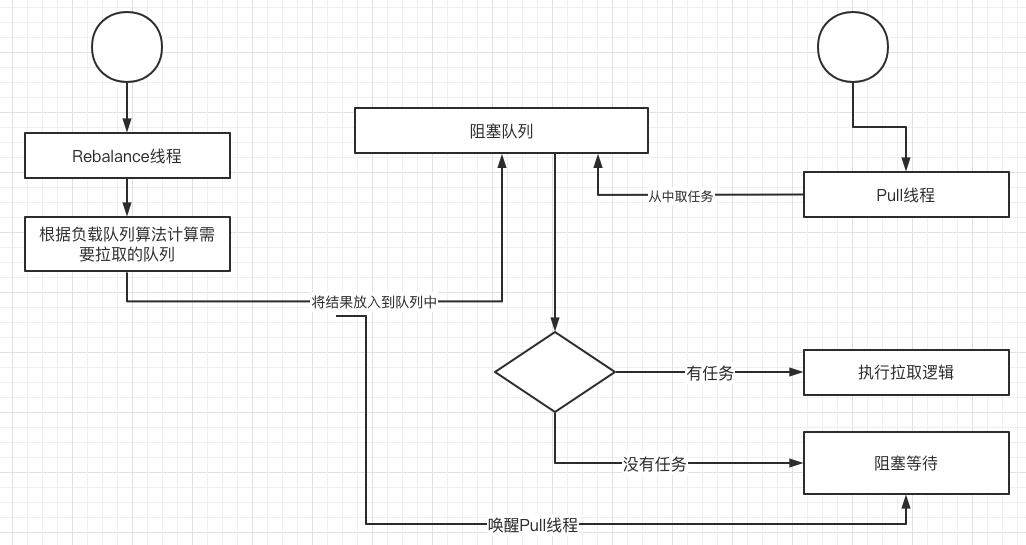 阻塞队列
Rebalance线程
从中取任务
Pull线程
根据负载队列算法计算需
要拉取的队列
将结果放入到队列中
有任务
执行拉取逻辑
没有任务
阻塞等待
唤醒Pull线程